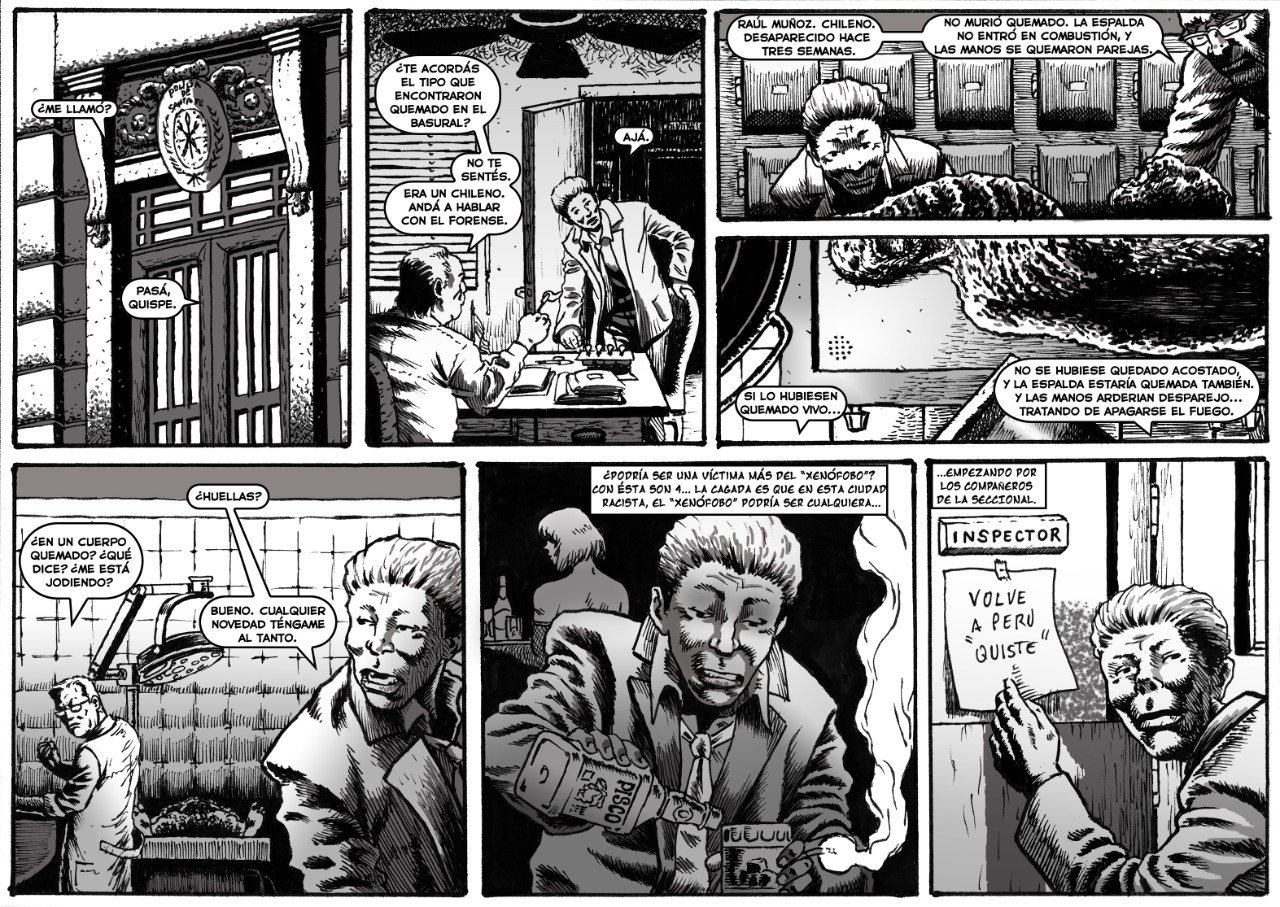 ¿ME LLAMÓ?
POLICIA
DE
SANTA FE
PASÁ,
QUISPE.
¿TE ACORDÁS
EL TIPO QUE
ENCONTRARON
QUEMADO EN EL
BASURAL?
AJÁ.
NO TE
SENTÉS.
ERA UN CHILENO.
ANDÁ A HABLAR
CON EL FORENSE.
RAÚL MUÑOZ. CHILENO.
DESAPARECIDO HACE
TRES SEMANAS.
NO MURIÓ QUEMADO. LA ESPALDA
NO ENTRÓ EN COMBUSTIÓN, Y
LAS MANOS SE QUEMARON PAREJAS.
SI LO HUBIESEN
QUEMADO VIVO...
NO SE HUBIESE QUEDADO ACOSTADO,
Y LA ESPALDA ESTARÍA QUEMADA TAMBIÉN.
Y LAS MANOS ARDERIAN DESPAREJO...
TRATANDO DE APAGARSE EL FUEGO.
¿HUELLAS?
¿EN UN CUERPO
QUEMADO? ¿QUÉ
DICE? ¿ME ESTÁ
JODIENDO?
BUENO. CUALQUIER
NOVEDAD TÉNGAME
AL TANTO.
¿PODRÍA SER UNA VÍCTIMA MÁS DEL "XENÓFOBO"?
CON ÉSTA SON 4... LA CAGADA ES QUE EN ESTA CIUDAD
RACISTA, EL "XENÓFOBO" PODRÍA SER CUALQUIERA...
PISCO
...EMPEZANDO POR
LOS COMPAÑEROS
DE LA SECCIONAL.
INSPECTOR
VOLVE
A PERU
"QUISTE"